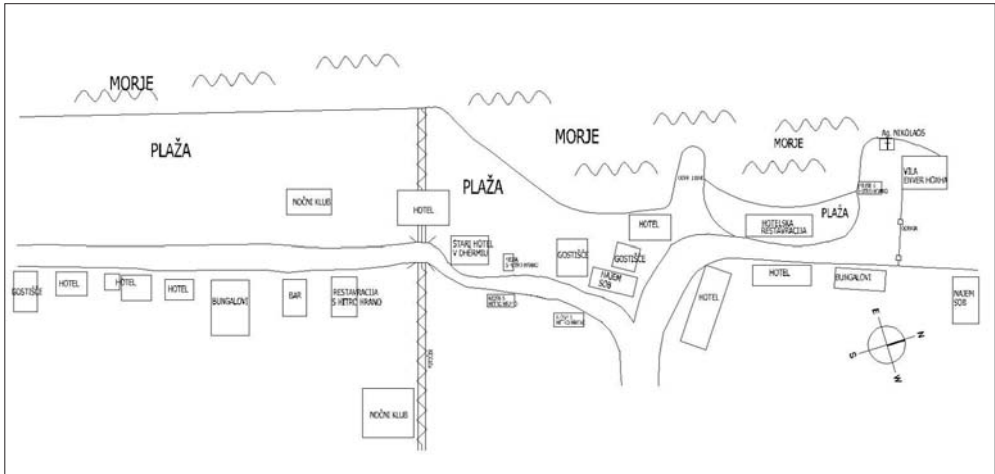 MORJE
MORJE
MORJE
Ag. NIKOLAOS
PLAŽA
PLAŽA
PLAŽA
VILA
ENVER HOXHA
NOČNI KLUB
HOTEL
HOTEL
HOTELSKA
RESTAVRACIJA
STARI HOTEL
V DHERMIU
GOSTIŠČE
GOSTIŠČE
NAJEM
SOB
GOSTIŠČE
HOTEL
HOTEL
HOTEL
BUNGALOVI
BAR
RESTAVRACIJA
S HITRO HRANO
HOTEL
HOTEL
BUNGALOVI
NAJEM
SOB
NOČNI KLUB
E
N
S
W